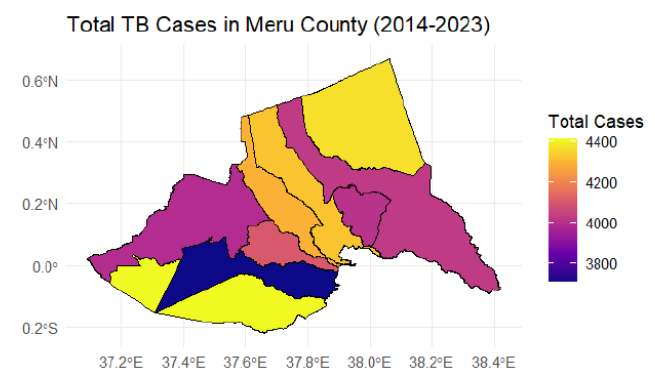 Total TB Cases in Meru County (2014-2023)
0.6°N
0.4°N
0.2°N
0.0°
0.2°S
37.2°E 37.4°E 37.6°E 37.8°E 38.0°E 38.2°E 38.4°E
Total Cases
4400
4200
4000
3800